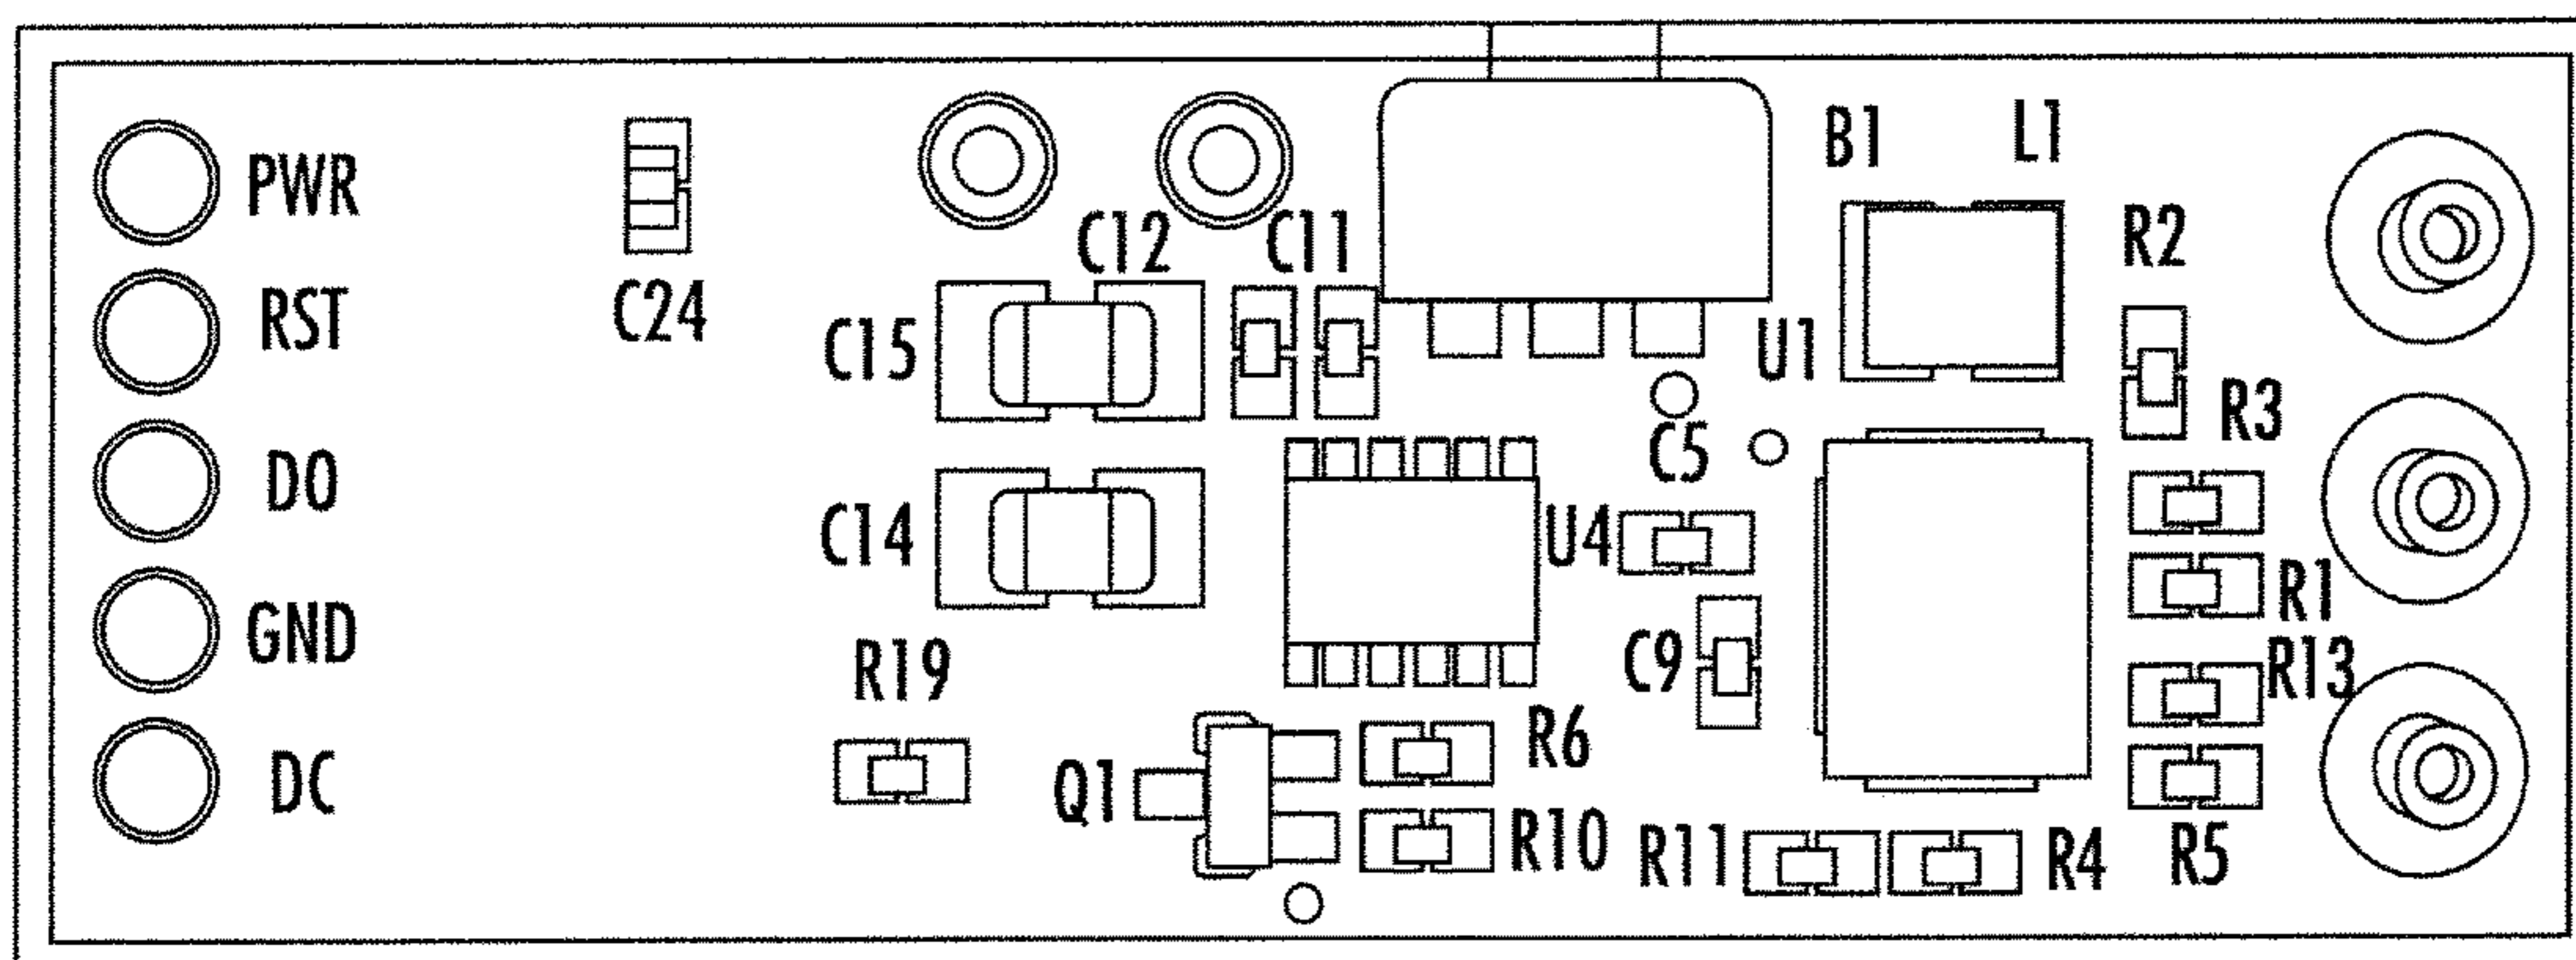 PWR
RST
DO
GND
DC
C24
C12
C11
C15
C14
R19
Q1
B1
L1
U1
R2
R3
C5
U4
C9
R1
R13
R6
R10
R11
R4
R5